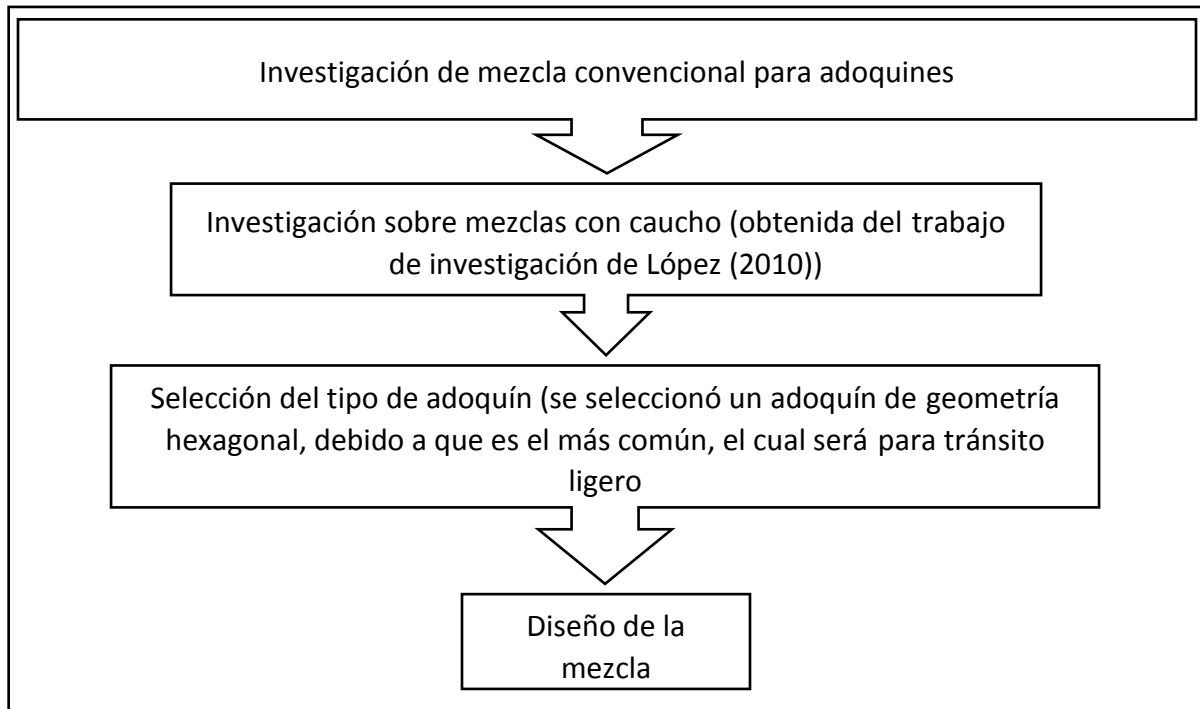 Investigación de mezcla convencional para adoquines
Investigación sobre mezclas con caucho (obtenida del trabajo
de investigación de López (2010))
Selección del tipo de adoquín (se seleccionó un adoquín de geometría
hexagonal, debido a que es el más común, el cual será para tránsito
ligero
Diseño de la
mezcla